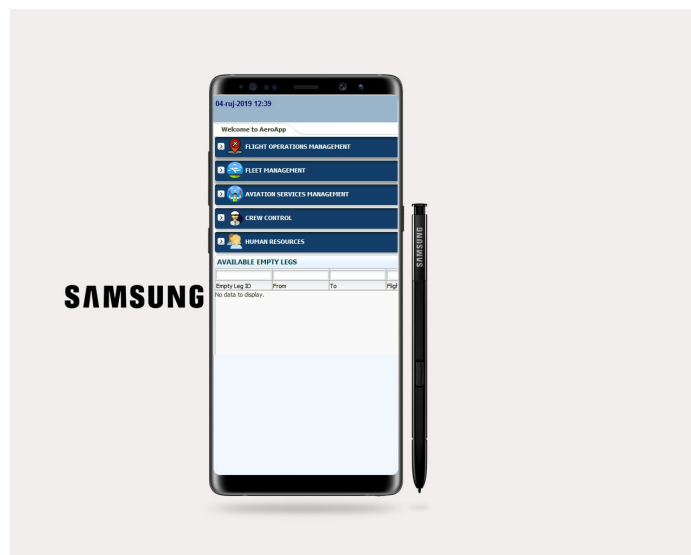 04-ruj-2019 12:39
Welcome to AeroApp
FLIGHT OPERATIONS MANAGEMENT
FLEET MANAGEMENT
AVIATION SERVICES MANAGEMENT
CREW CONTROL
HUMAN RESOURCES
AVAILABLE EMPTY LEGS
Empty Leg ID From To Fligh
No data to display.
SAMSUNG
SAMSUNG